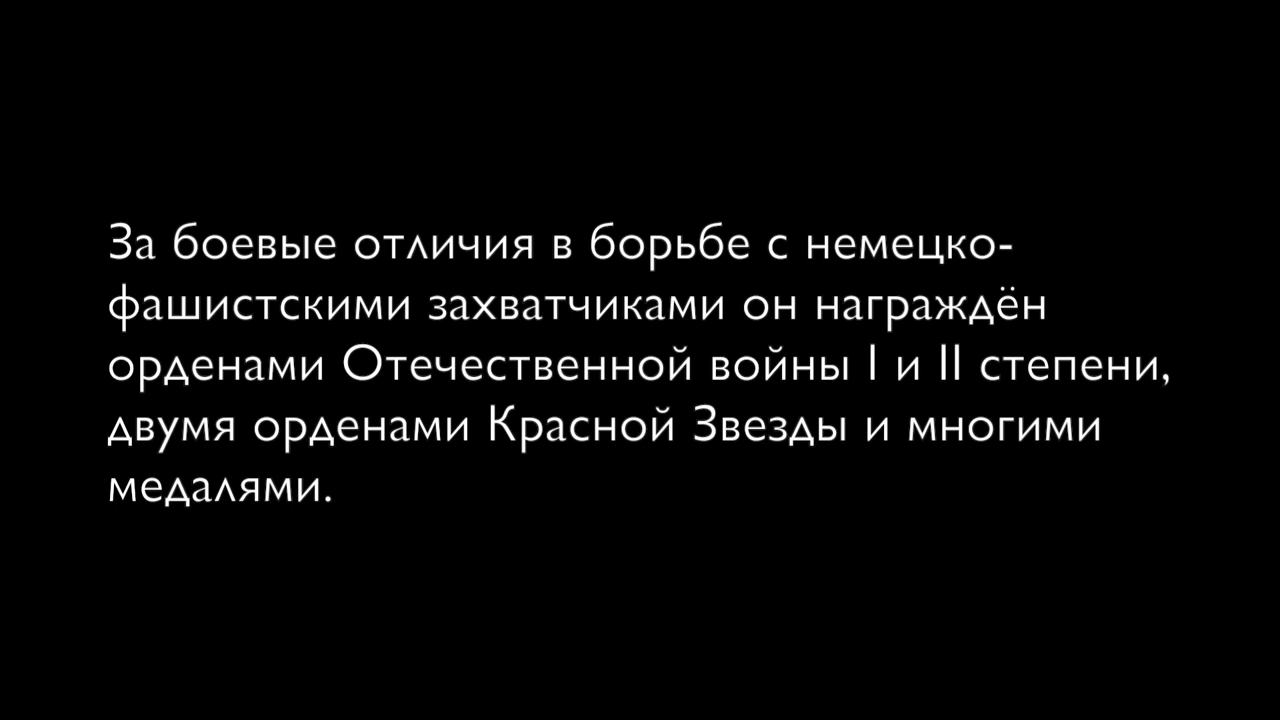 За боевые отличия в борьбе с немецко-
фашистскими захватчиками он награждён
орденами Отечественной войны I и II степени,
двумя орденами Красной Звезды и многими
медалями.